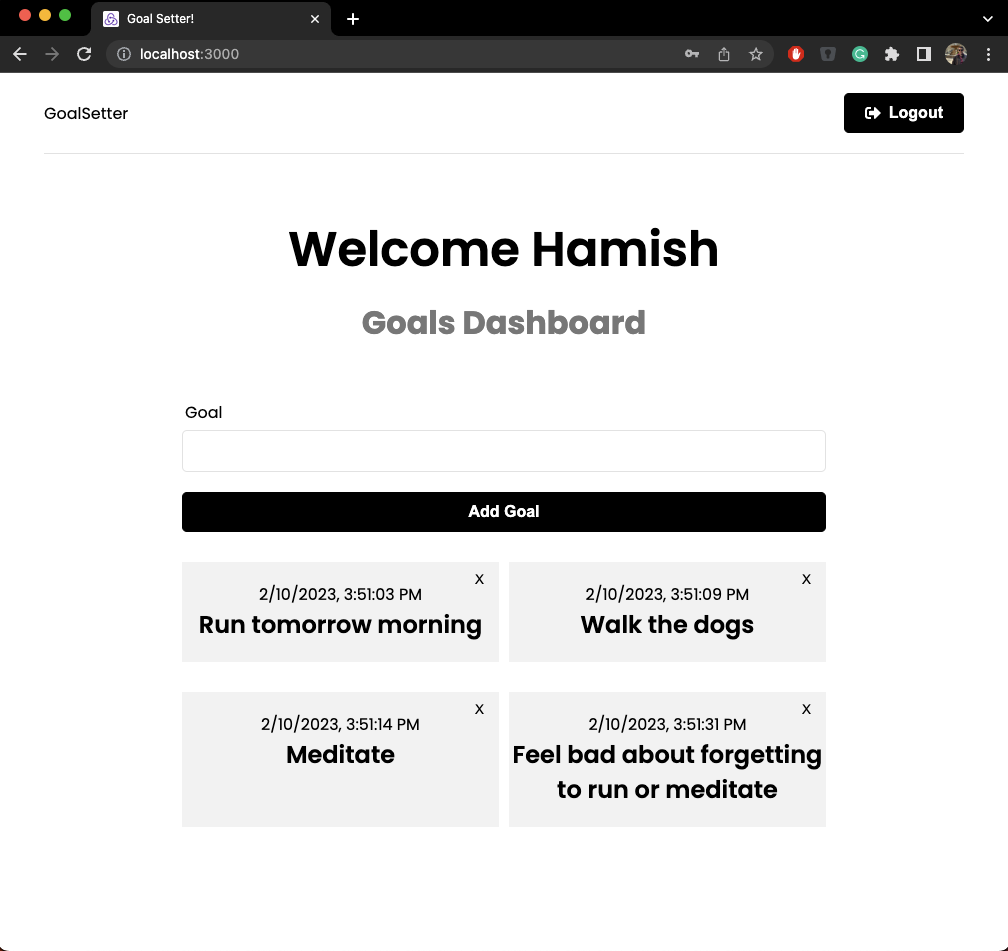 Goal Setter!
localhost:3000
GoalSetter
Logout
Welcome Hamish
Goals Dashboard
Goal
Add Goal
X
2/10/2023, 3:51:03 PM
Run tomorrow morning
X
2/10/2023, 3:51:09 PM
Walk the dogs
X
2/10/2023, 3:51:14 PM
Meditate
X
2/10/2023, 3:51:31 PM
Feel bad about forgetting
to run or meditate